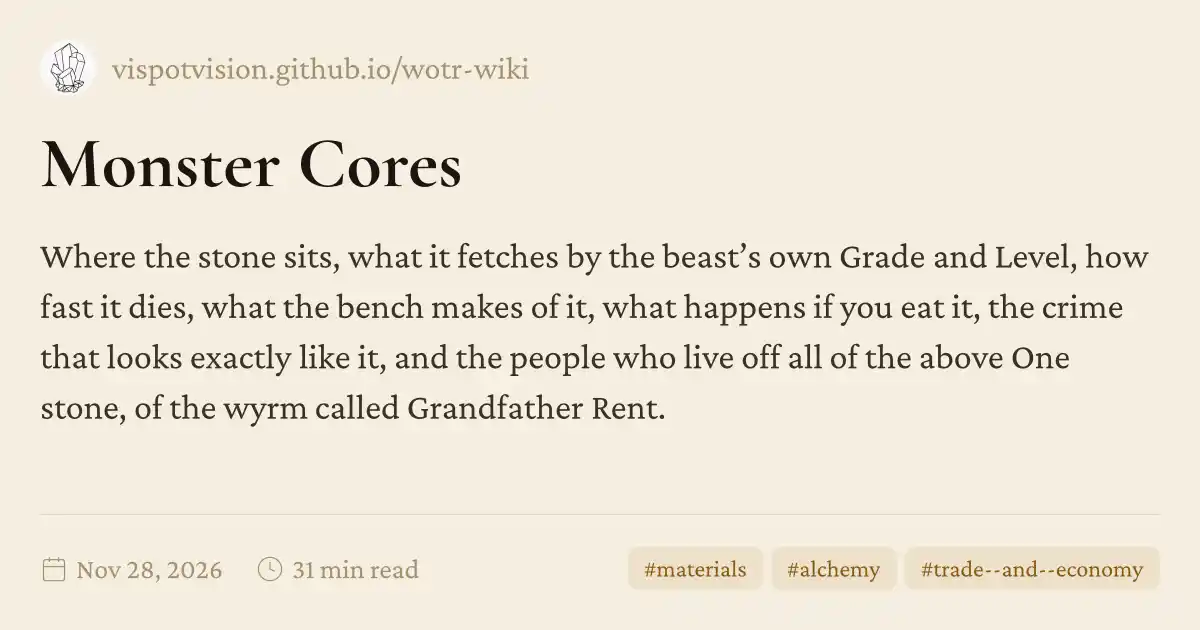 vispotvision.github.io/wotr-wiki
Monster Cores
Where the stone sits, what it fetches by the beast’s own Grade and Level, how
fast it dies, what the bench makes of it, what happens if you eat it, the crime
that looks exactly like it, and the people who live off all of the above One
stone, of the wyrm called Grandfather Rent.
Nov 28, 2026
31 min read
#materials
#alchemy
#trade--and--economy